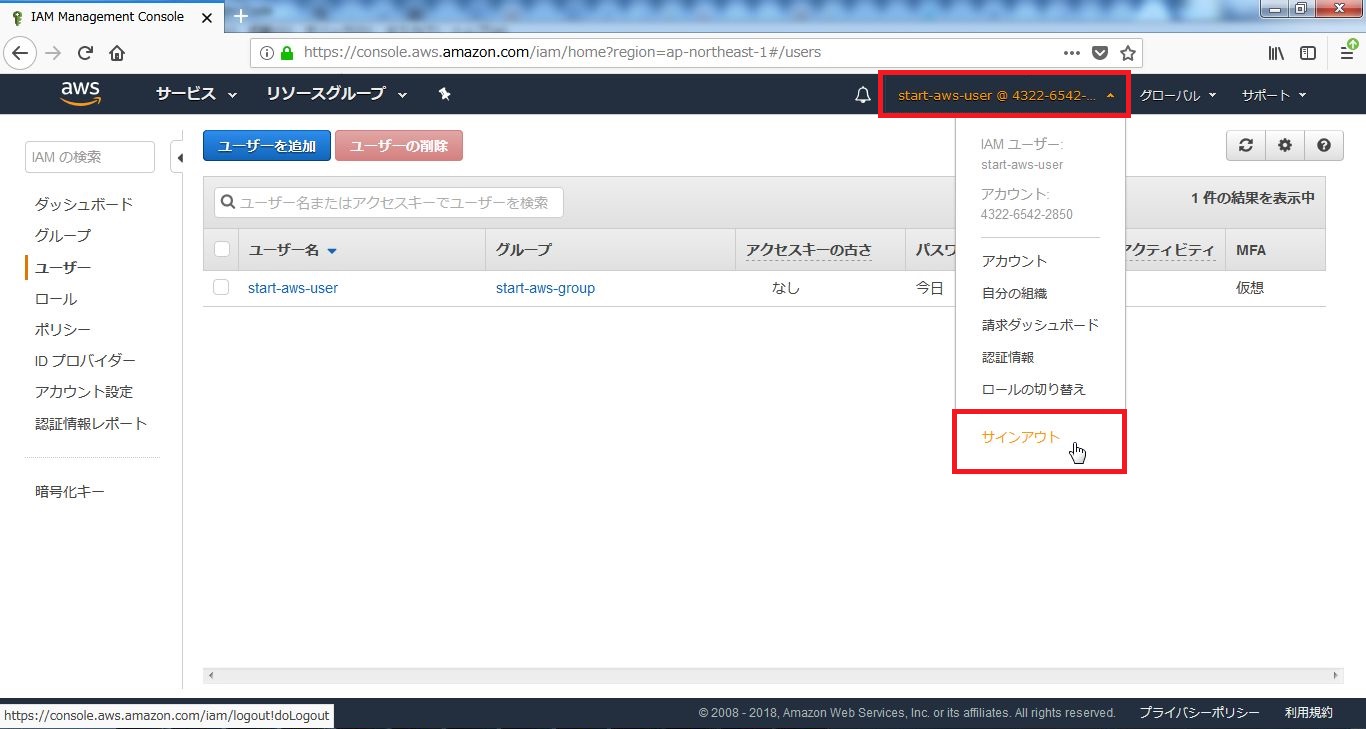 IAM Management Console
https://console.aws.amazon.com/iam/home?region=ap-northeast-1#/users
aws
サービス
リソースグループ
start-aws-user @ 4322-6542-...
グローバル
サポート
IAM の検索
ダッシュボード
グループ
ユーザー
ロール
ポリシー
ID プロバイダー
アカウント設定
認証情報レポート
暗号化キー
ユーザーを追加
ユーザーの削除
ユーザー名またはアクセスキーでユーザーを検索
1 件の結果を表示中
ユーザー名
グループ
アクセスキーの古さ
パスワ
アクティビティ
MFA
start-aws-user
start-aws-group
なし
今日
仮想
IAM ユーザー:
start-aws-user
アカウント:
4322-6542-2850
アカウント
自分の組織
請求ダッシュボード
認証情報
ロールの切り替え
サインアウト
https://console.aws.amazon.com/iam/logout!doLogout
© 2008 - 2018, Amazon Web Services, Inc. or its affiliates. All rights reserved.
プライバシーポリシー
利用規約